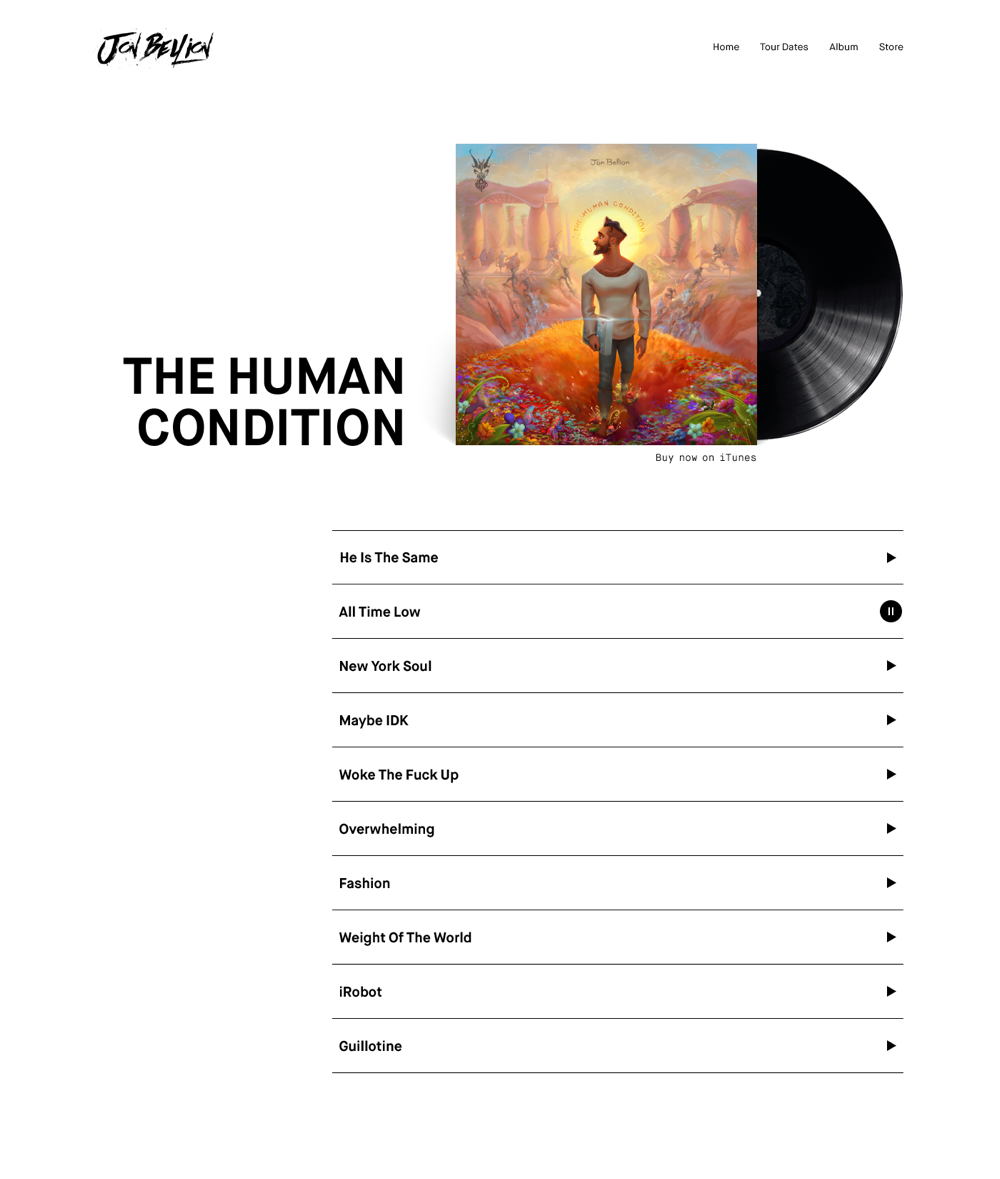 Jon Bellion
Home
Tour Dates
Album
Store
Jon Bellion
THE HUMAN CONDITION
THE HUMAN
CONDITION
Buy now on iTunes
He Is The Same
All Time Low
New York Soul
Maybe IDK
Woke The Fuck Up
Overwhelming
Fashion
Weight Of The World
iRobot
Guillotine